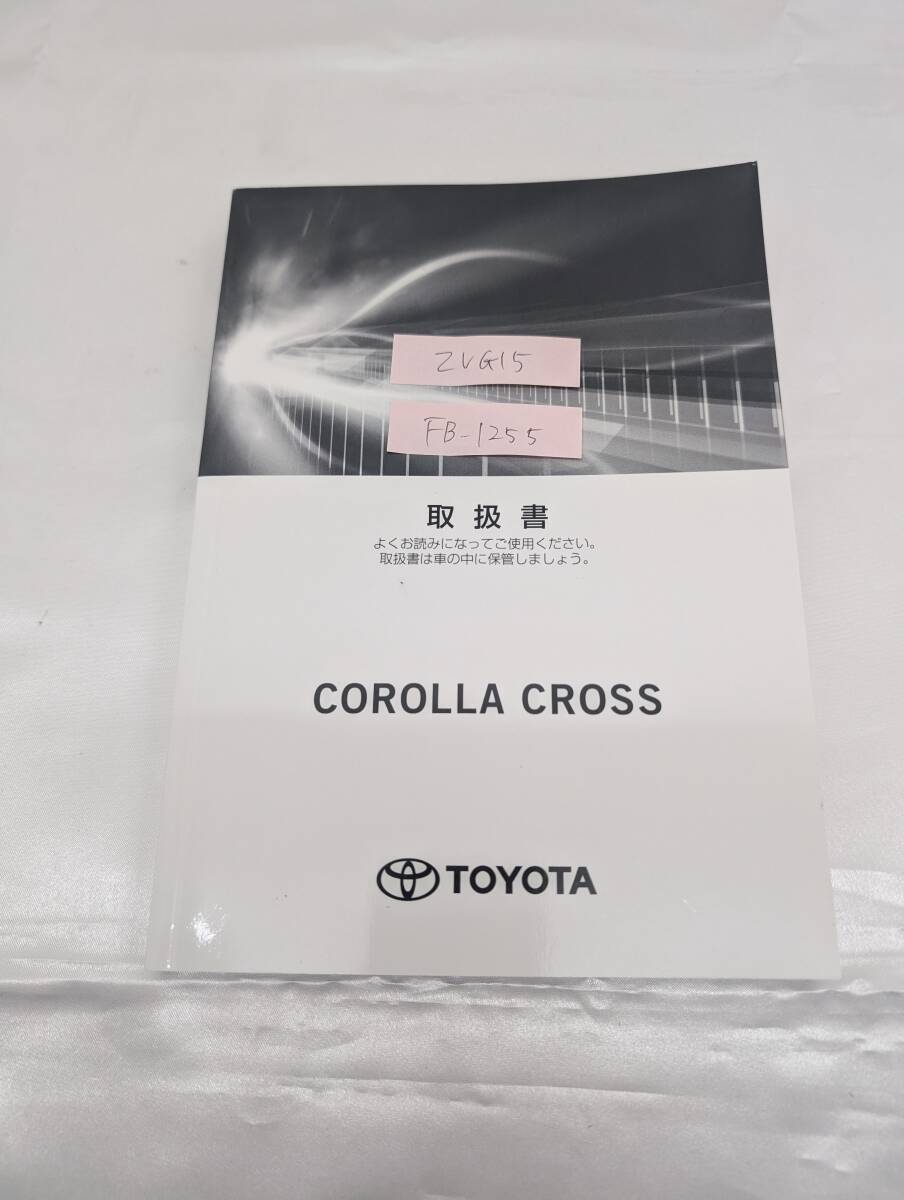 ZVG15
FB-1255
取扱書
よくお読みになってご使用ください。
取扱書は車の中に保管しましょう。
COROLLA CROSS
TOYOTA